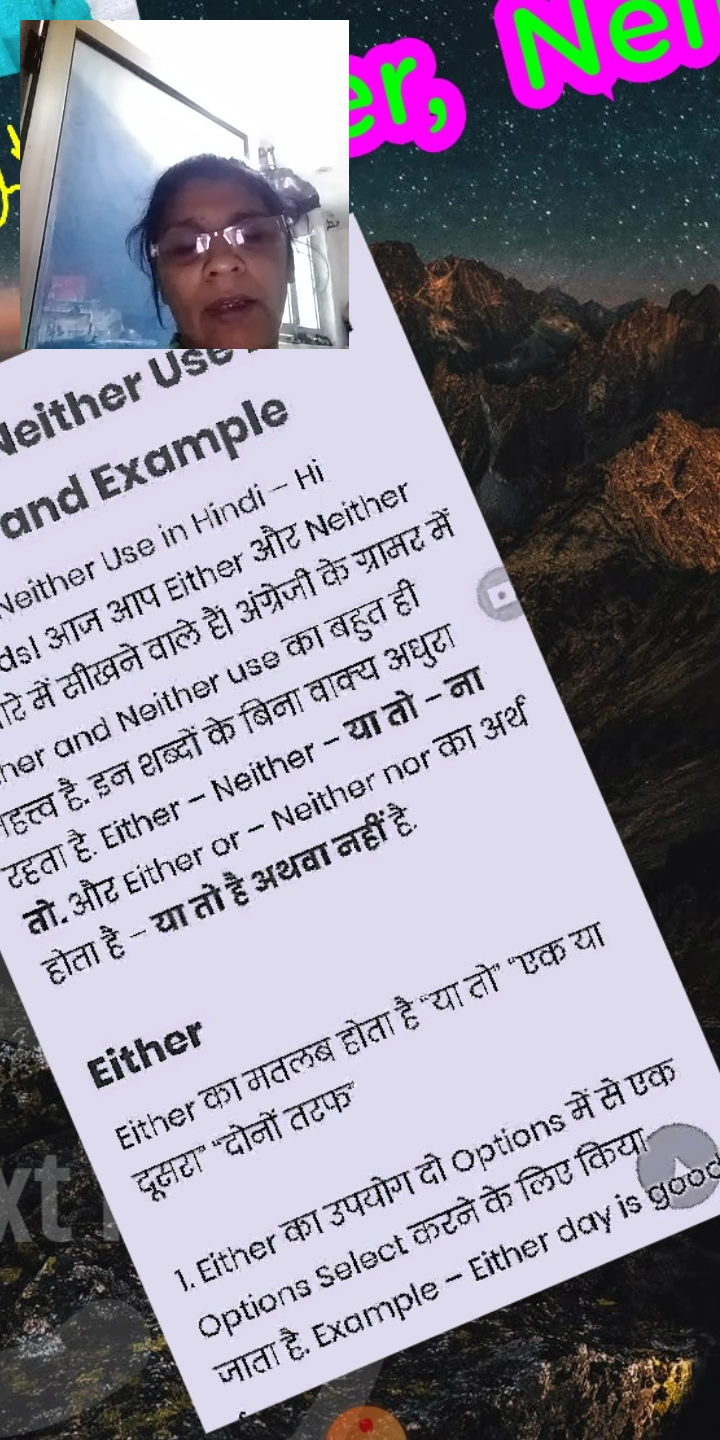 Neither Use
and Example
Neither Use in Hindi – Hi
ds! आज आप Either और Neither
रे में सीखने वाले हैं। अंग्रेजी के ग्रामर में
her and Neither use का बहुत ही
हत्त्व है. इन शब्दों के बिना वाक्य अधुरा
रहता है. Either – Neither – या तो – ना
तो. और Either or – Neither nor का अर्थ
होता है – या तो है अथवा नहीं है.
Either
Either का मतलब होता है “या तो” “एक या
दूसरा” “दोनों तरफ”
1. Either का उपयोग दो Options में से एक
Options Select करने के लिए किया
जाता है. Example – Either day is good